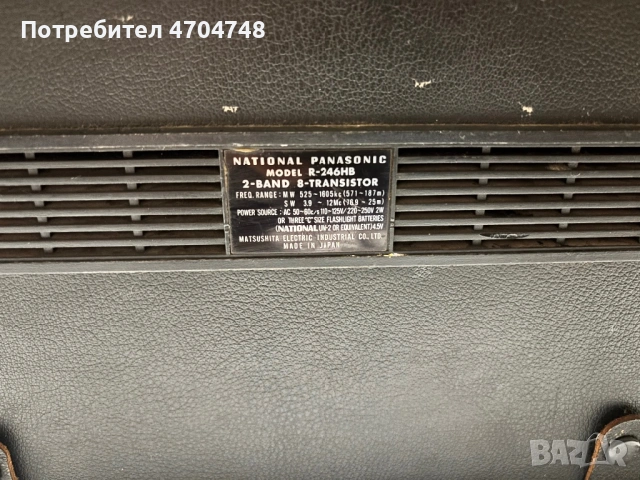 Потребител 4704748
NATIONAL PANASONIC
MODEL R-246HB
2-BAND 8-TRANSISTOR
FREQ. RANGE: MW 525~1605kc (571~187m)
SW 3.9~12Mc (76.9~25m)
POWER SOURCE: AC 50~60c/s 110~125V/220~250V 2W
OR THREE "C" SIZE FLASHLIGHT BATTERIES
(NATIONAL UM-2 OR EQUIVALENT) 4.5V
MATSUSHITA ELECTRIC INDUSTRIAL CO., LTD.
MADE IN JAPAN
BAZAR